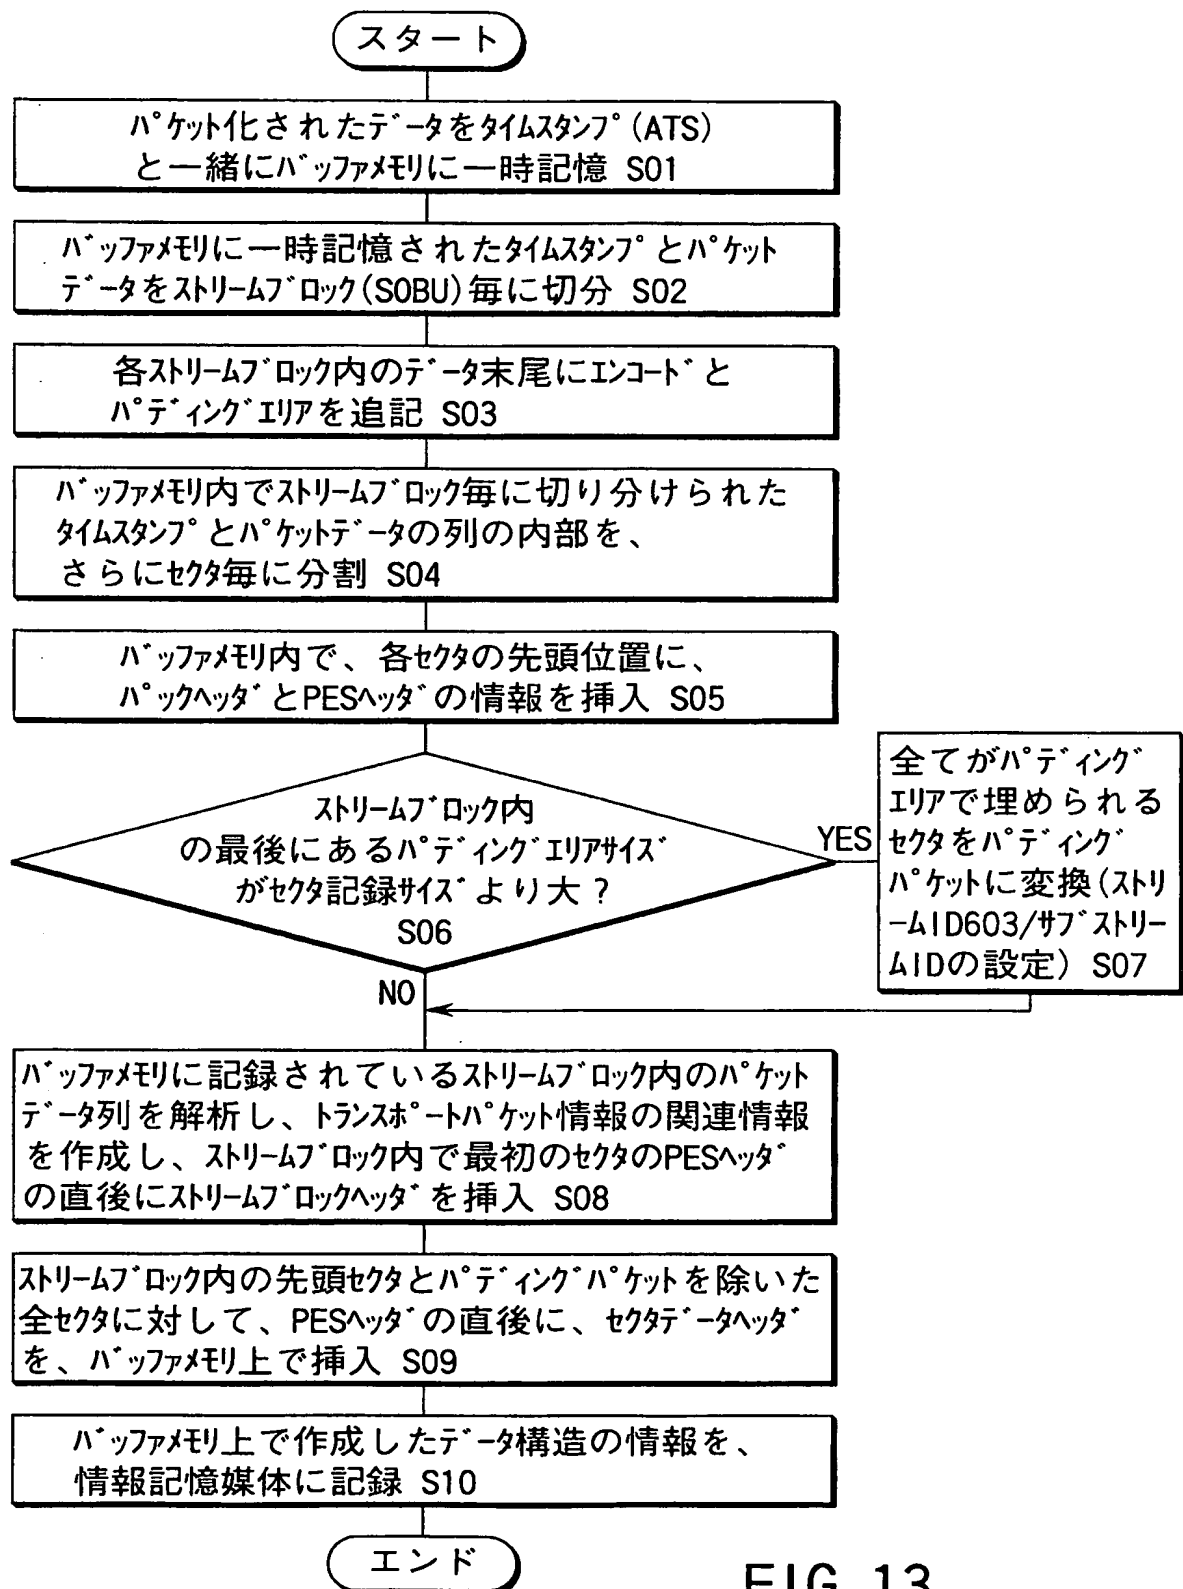 スタート
パケット化されたデータをタイムスタンプ(ATS)
と一緒にバッファメモリに一時記憶 S01
バッファメモリに一時記憶されたタイムスタンプとパケット
データをストリームブロック(SOBU)毎に切分 S02
各ストリームブロック内のデータ末尾にエンコードと
パディングエリアを追記 S03
バッファメモリ内でストリームブロック毎に切り分けられた
タイムスタンプとパケットデータの列の内部を、
さらにセクタ毎に分割 S04
バッファメモリ内で、各セクタの先頭位置に、
パックヘッダとPESヘッダの情報を挿入 S05
ストリームブロック内
の最後にあるパディングエリアサイズ
がセクタ記録サイズより大?
S06
YES
全てがパディング
エリアで埋められる
セクタをパディング
パケットに変換(ストリ
ームID603/サブストリー
ムIDの設定) S07
NO
バッファメモリに記録されているストリームブロック内のパケット
データ列を解析し、トランスポートパケット情報の関連情報
を作成し、ストリームブロック内で最初のセクタのPESヘッダ
の直後にストリームブロックヘッダを挿入 S08
ストリームブロック内の先頭セクタとパディングパケットを除いた
全セクタに対して、PESヘッダの直後に、セクタデータヘッダ
を、バッファメモリ上で挿入 S09
バッファメモリ上で作成したデータ構造の情報を、
情報記憶媒体に記録 S10
エンド
FIG. 13